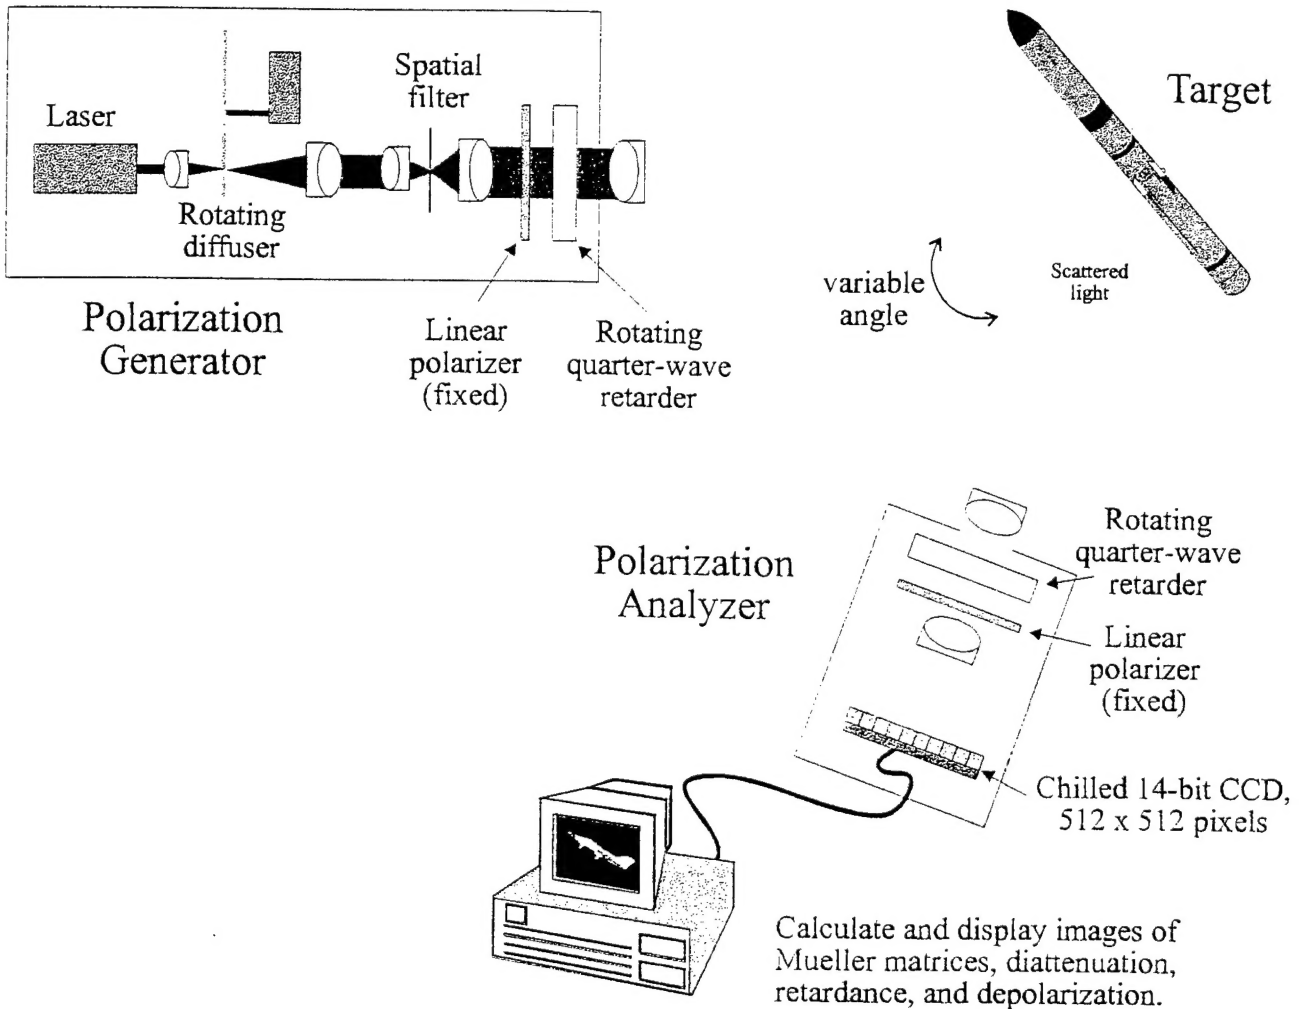 Laser
Spatial
filter
Rotating
diffuser
Polarization
Generator
Linear
polarizer
(fixed)
Rotating
quarter-wave
retarder
Target
variable
angle
Scattered
light
Polarization
Analyzer
Rotating
quarter-wave
retarder
Linear
polarizer
(fixed)
Chilled 14-bit CCD,
512 x 512 pixels
Calculate and display images of
Mueller matrices, diattenuation,
retardance, and depolarization.